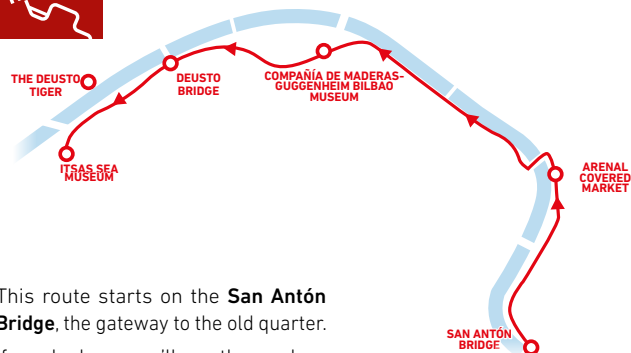 THE DEUSTO
TIGER
DEUSTO
BRIDGE
COMPAÑÍA DE MADERAS-
GUGGENHEIM BILBAO
MUSEUM
ITSAS SEA
MUSEUM
ARENAL
COVERED
MARKET
This route starts on the San Antón
Bridge, the gateway to the old quarter.
SAN ANTÓN
BRIDGE